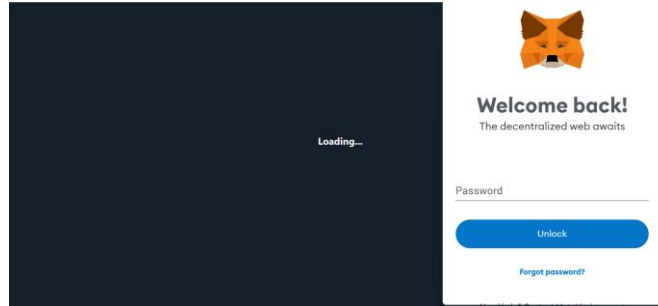 Loading...
Welcome back!
The decentralized web awaits
Password
Unlock
Forgot password?